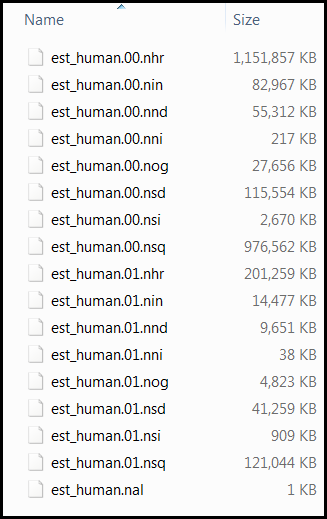 Name Size
est_human.00.nhr 1,151,857 KB
est_human.00.nin 82,967 KB
est_human.00.nnd 55,312 KB
est_human.00.nni 217 KB
est_human.00.nog 27,656 KB
est_human.00.nsd 115,554 KB
est_human.00.nsi 2,670 KB
est_human.00.nsq 976,562 KB
est_human.01.nhr 201,259 KB
est_human.01.nin 14,477 KB
est_human.01.nnd 9,651 KB
est_human.01.nni 38 KB
est_human.01.nog 4,823 KB
est_human.01.nsd 41,259 KB
est_human.01.nsi 909 KB
est_human.01.nsq 121,044 KB
est_human.nal 1 KB